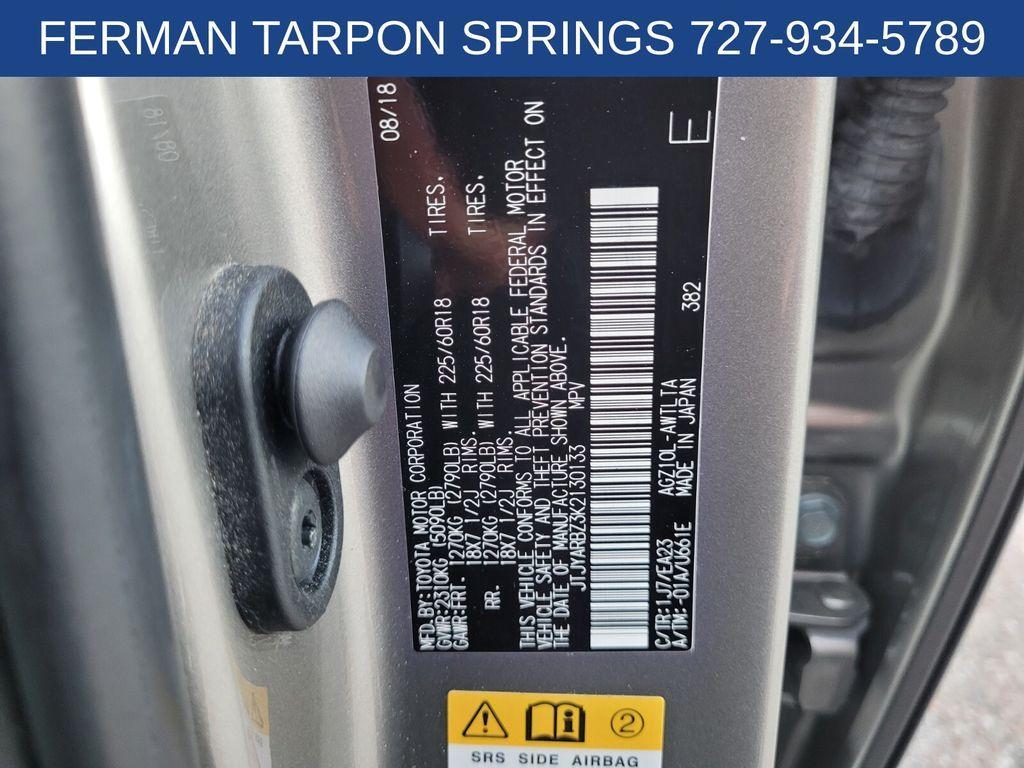 FERMAN TARPON SPRINGS 727-934-5789
MFD.BY:TOYOTA MOTOR CORPORATION 08/18
GVWR:2310KG (5090LB)
GAWR:FRT. 1270KG (2790LB) WITH 225/60R18 TIRES.
18X7 1/2J RIMS.
RR. 1270KG (2790LB) WITH 225/60R18 TIRES.
18X7 1/2J RIMS.
THIS VEHICLE CONFORMS TO ALL APPLICABLE FEDERAL MOTOR
VEHICLE SAFETY AND THEFT PREVENTION STANDARDS IN EFFECT ON
THE DATE OF MANUFACTURE SHOWN ABOVE.
JTJYARBZ3K2130133 MPV
C/TR:1J7/EA23 AGZ10L-AWTLTA
A/TM:-01A/U661E MADE IN JAPAN 382
E
2
SRS SIDE AIRBAG